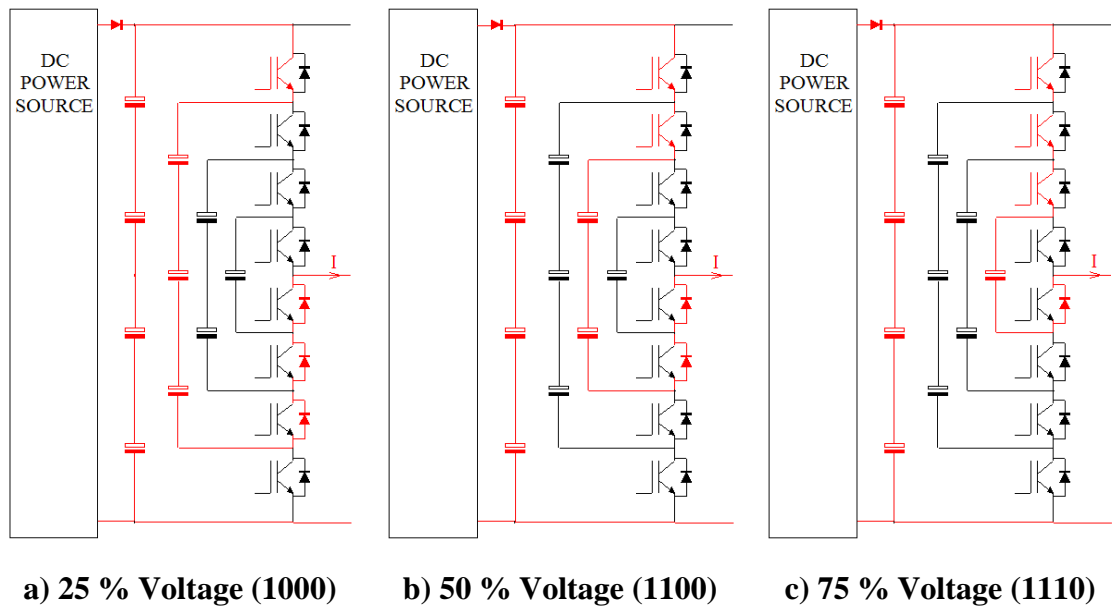 DC
POWER
SOURCE
I
DC
POWER
SOURCE
I
DC
POWER
SOURCE
I
a) 25 % Voltage (1000)
b) 50 % Voltage (1100)
c) 75 % Voltage (1110)